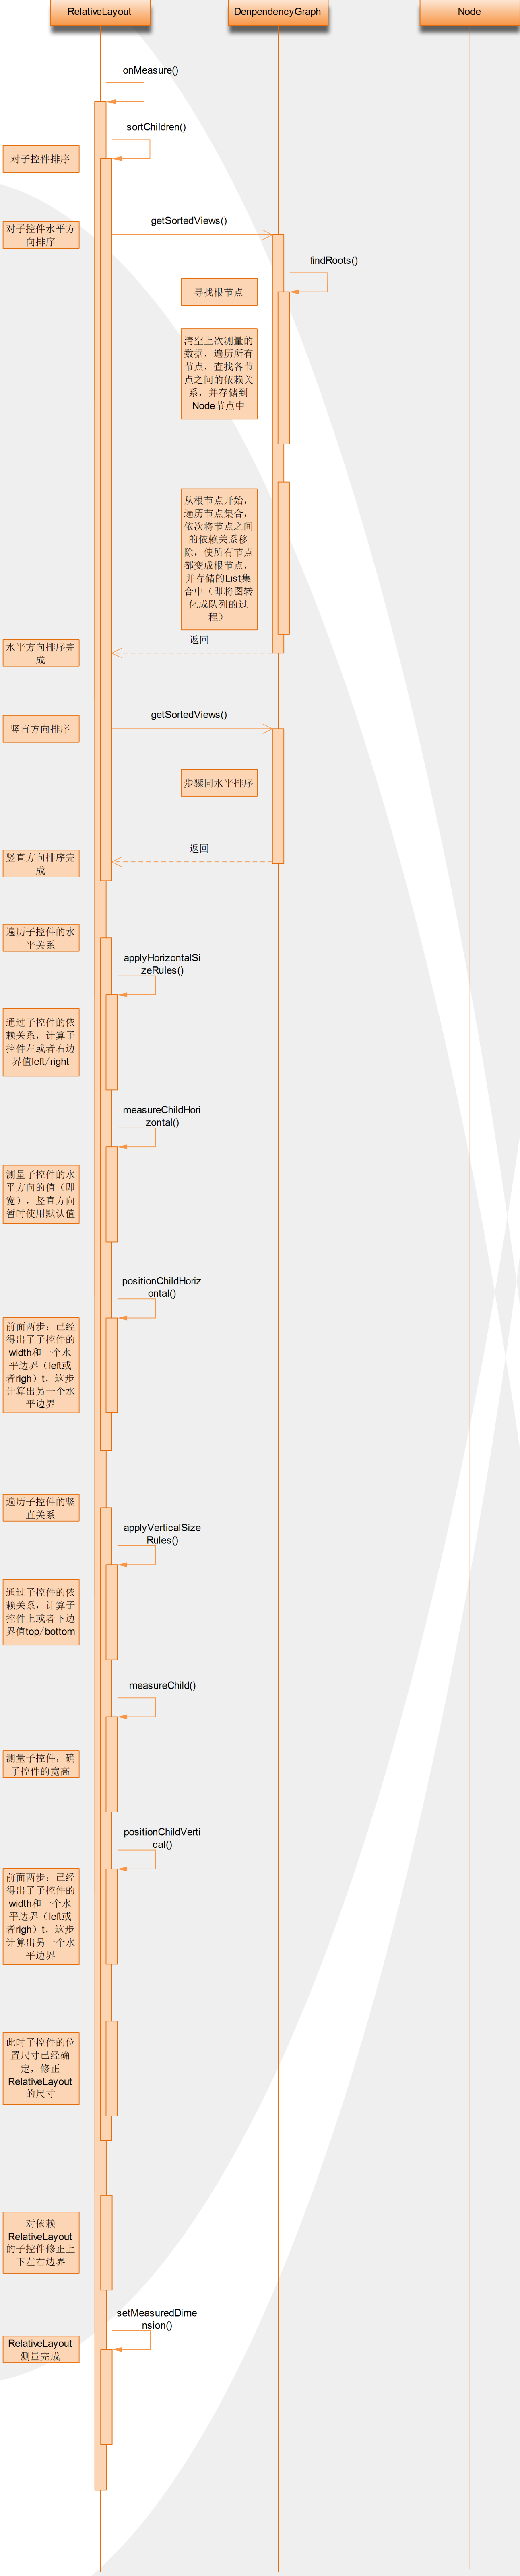 RelativeLayout
DenpendencyGraph
Node
onMeasure()
sortChildren()
对子控件排序
getSortedViews()
对子控件水平方
向排序
findRoots()
寻找根节点
清空上次测量的
数据，遍历所有
节点，查找各节
点之间的依赖关
系，并存储到
Node节点中
从根节点开始，
遍历节点集合，
依次将节点之间
的依赖关系移
除，使所有节点
都变成根节点，
并存储的List集
合中（即将图转
化成队列的过
程）
返回
水平方向排序完
成
getSortedViews()
竖直方向排序
步骤同水平排序
返回
竖直方向排序完
成
遍历子控件的水
平关系
applyHorizontalSi
zeRules()
通过子控件的依
赖关系，计算子
控件左或者右边
界值left/right
measureChildHori
zontal()
测量子控件的水
平方向的值（即
宽），竖直方向
暂时使用默认值
positionChildHoriz
ontal()
前面两步：已经
得出了子控件的
width和一个水
平边界（left或
者righ）t，这步
计算出另一个水
平边界
遍历子控件的竖
直关系
applyVerticalSize
Rules()
通过子控件的依
赖关系，计算子
控件上或者下边
界值top/bottom
measureChild()
测量子控件，确
子控件的宽高
positionChildVerti
cal()
前面两步：已经
得出了子控件的
width和一个水
平边界（left或
者righ）t，这步
计算出另一个水
平边界
此时子控件的位
置尺寸已经确
定，修正
RelativeLayout
的尺寸
对依赖
RelativeLayout
的子控件修正上
下左右边界
setMeasuredDime
nsion()
RelativeLayout
测量完成